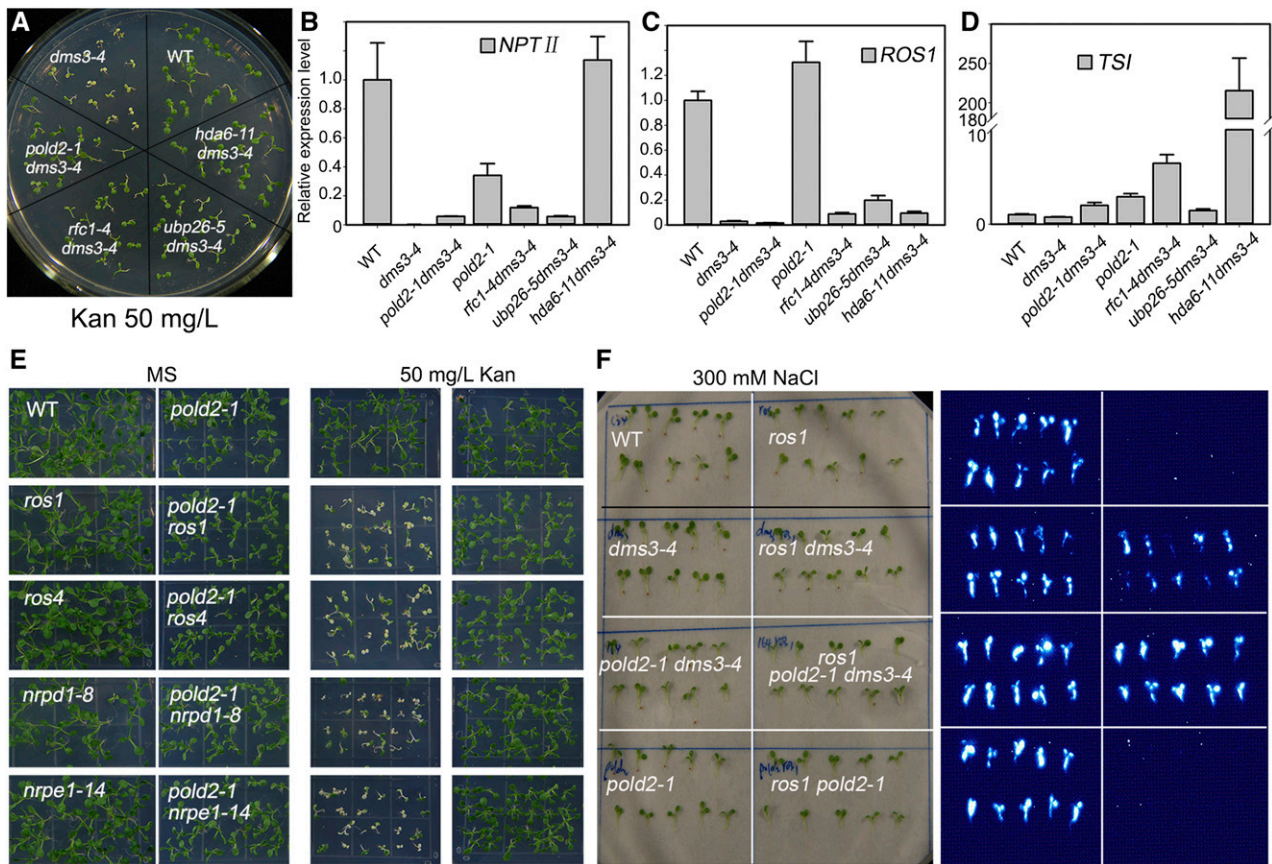 A
dms3-4
WT
pold2-1
dms3-4
hda6-11
dms3-4
rfc1-4
dms3-4
ubp26-5
dms3-4
Kan 50 mg/L
B
Relative expression level
NPT II
1.2
1.0
0.8
0.6
0.4
0.2
0
WT
dms3-4
pold2-1dms3-4
pold2-1
rfc1-4dms3-4
ubp26-5dms3-4
hda6-11dms3-4
C
ROS1
1.4
1.2
1.0
0.8
0.6
0.4
0.2
0
WT
dms3-4
pold2-1dms3-4
pold2-1
rfc1-4dms3-4
ubp26-5dms3-4
hda6-11dms3-4
D
TSI
250
200
180
10
0
WT
dms3-4
pold2-1dms3-4
pold2-1
rfc1-4dms3-4
ubp26-5dms3-4
hda6-11dms3-4
E
MS
50 mg/L Kan
WT
pold2-1
ros1
pold2-1
ros1
ros4
pold2-1
ros4
nrpd1-8
pold2-1
nrpd1-8
nrpe1-14
pold2-1
nrpe1-14
F
300 mM NaCl
WT
ros1
dms3-4
ros1 dms3-4
pold2-1 dms3-4
ros1
pold2-1 dms3-4
pold2-1
ros1 pold2-1